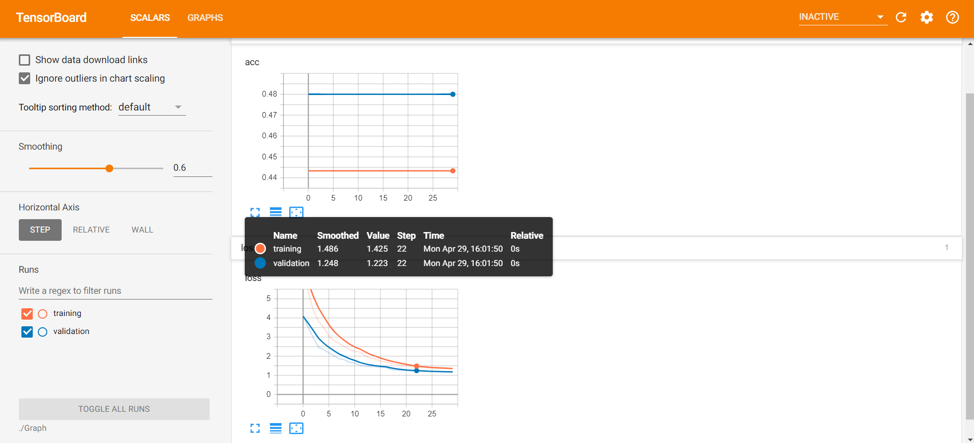 TensorBoard SCALARS GRAPHS INACTIVE
Show data download links
Ignore outliers in chart scaling
Tooltip sorting method: default
Smoothing
0.6
Horizontal Axis
STEP RELATIVE WALL
Runs
Write a regex to filter runs
training
validation
TOGGLE ALL RUNS
./Graph
acc
0.48
0.47
0.46
0.45
0.44
0 5 10 15 20 25
Name Smoothed Value Step Time Relative
training 1.486 1.425 22 Mon Apr 29, 16:01:50 0s
validation 1.248 1.223 22 Mon Apr 29, 16:01:50 0s
1
loss
5
4
3
2
1
0
0 5 10 15 20 25